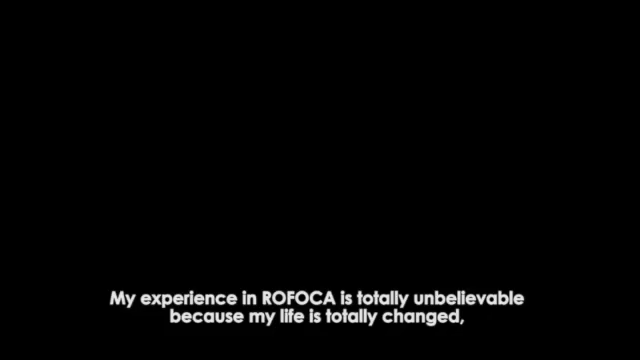 My experience in ROFOCA is totally unbelievable
because my life is totally changed,